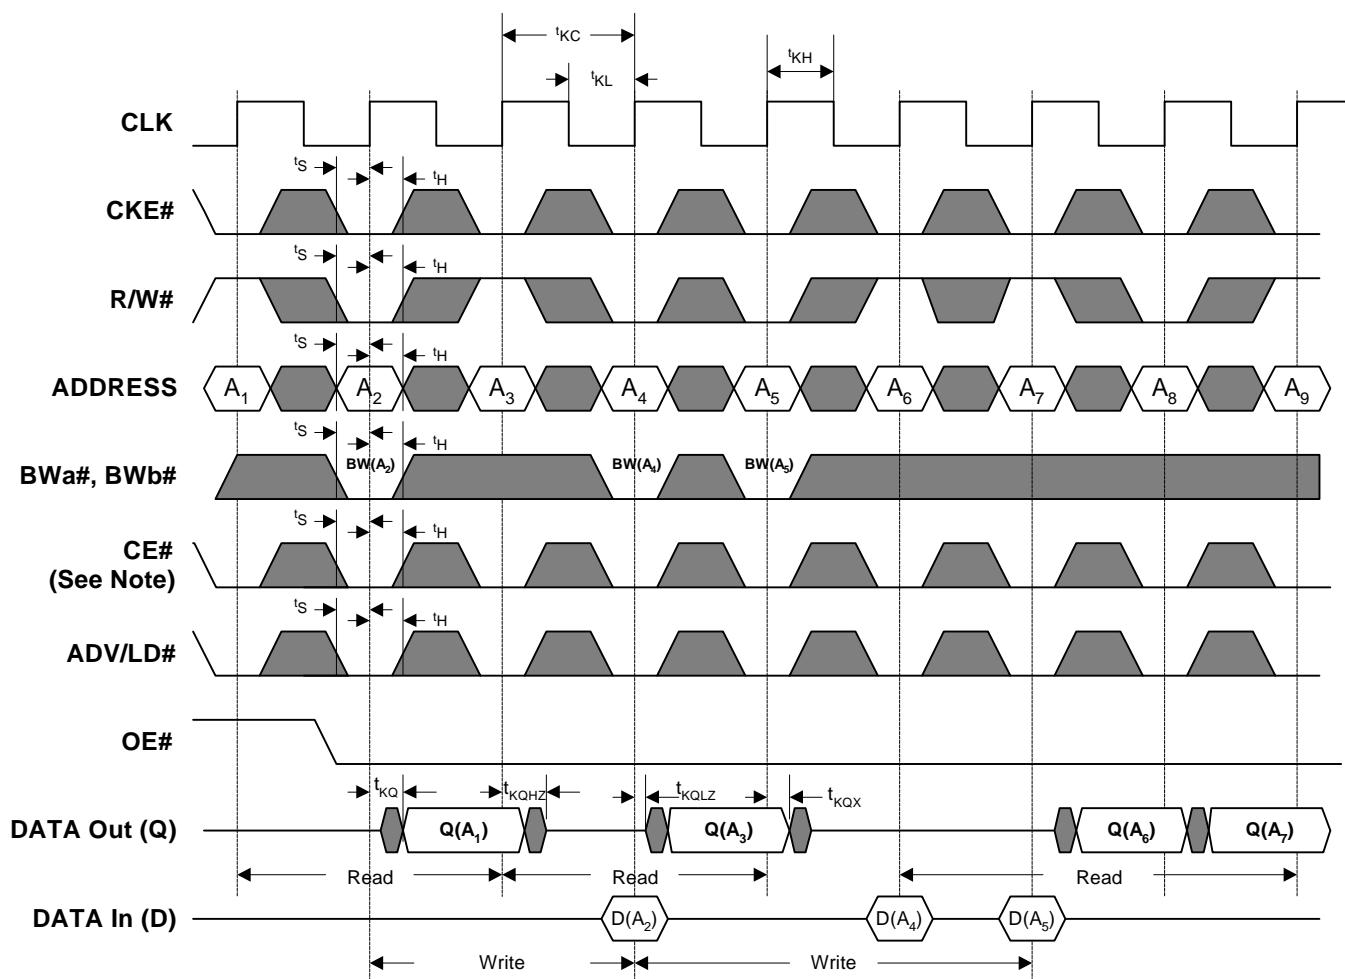 tKC
tKH
tKL
CLK
tS
tH
CKE#
tS
tH
R/W#
tS
tH
ADDRESS
A1
A2
A3
A4
A5
A6
A7
A8
A9
tS
tH
BWa#, BWb#
BW(A2)
BW(A4)
BW(A5)
tS
tH
CE#
(See Note)
tS
tH
ADV/LD#
OE#
tKQ
tKQHZ
tKQLZ
tKQX
DATA Out (Q)
Q(A1)
Q(A3)
Q(A6)
Q(A7)
Read
Read
Read
DATA In (D)
D(A2)
D(A4)
D(A5)
Write
Write